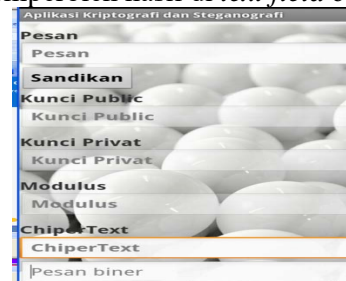 Aplikasi Kriptografi dan Steganografi
Pesan
Pesan
Sandikan
Kunci Public
Kunci Public
Kunci Privat
Kunci Privat
Modulus
Modulus
ChiperText
ChiperText
Pesan biner